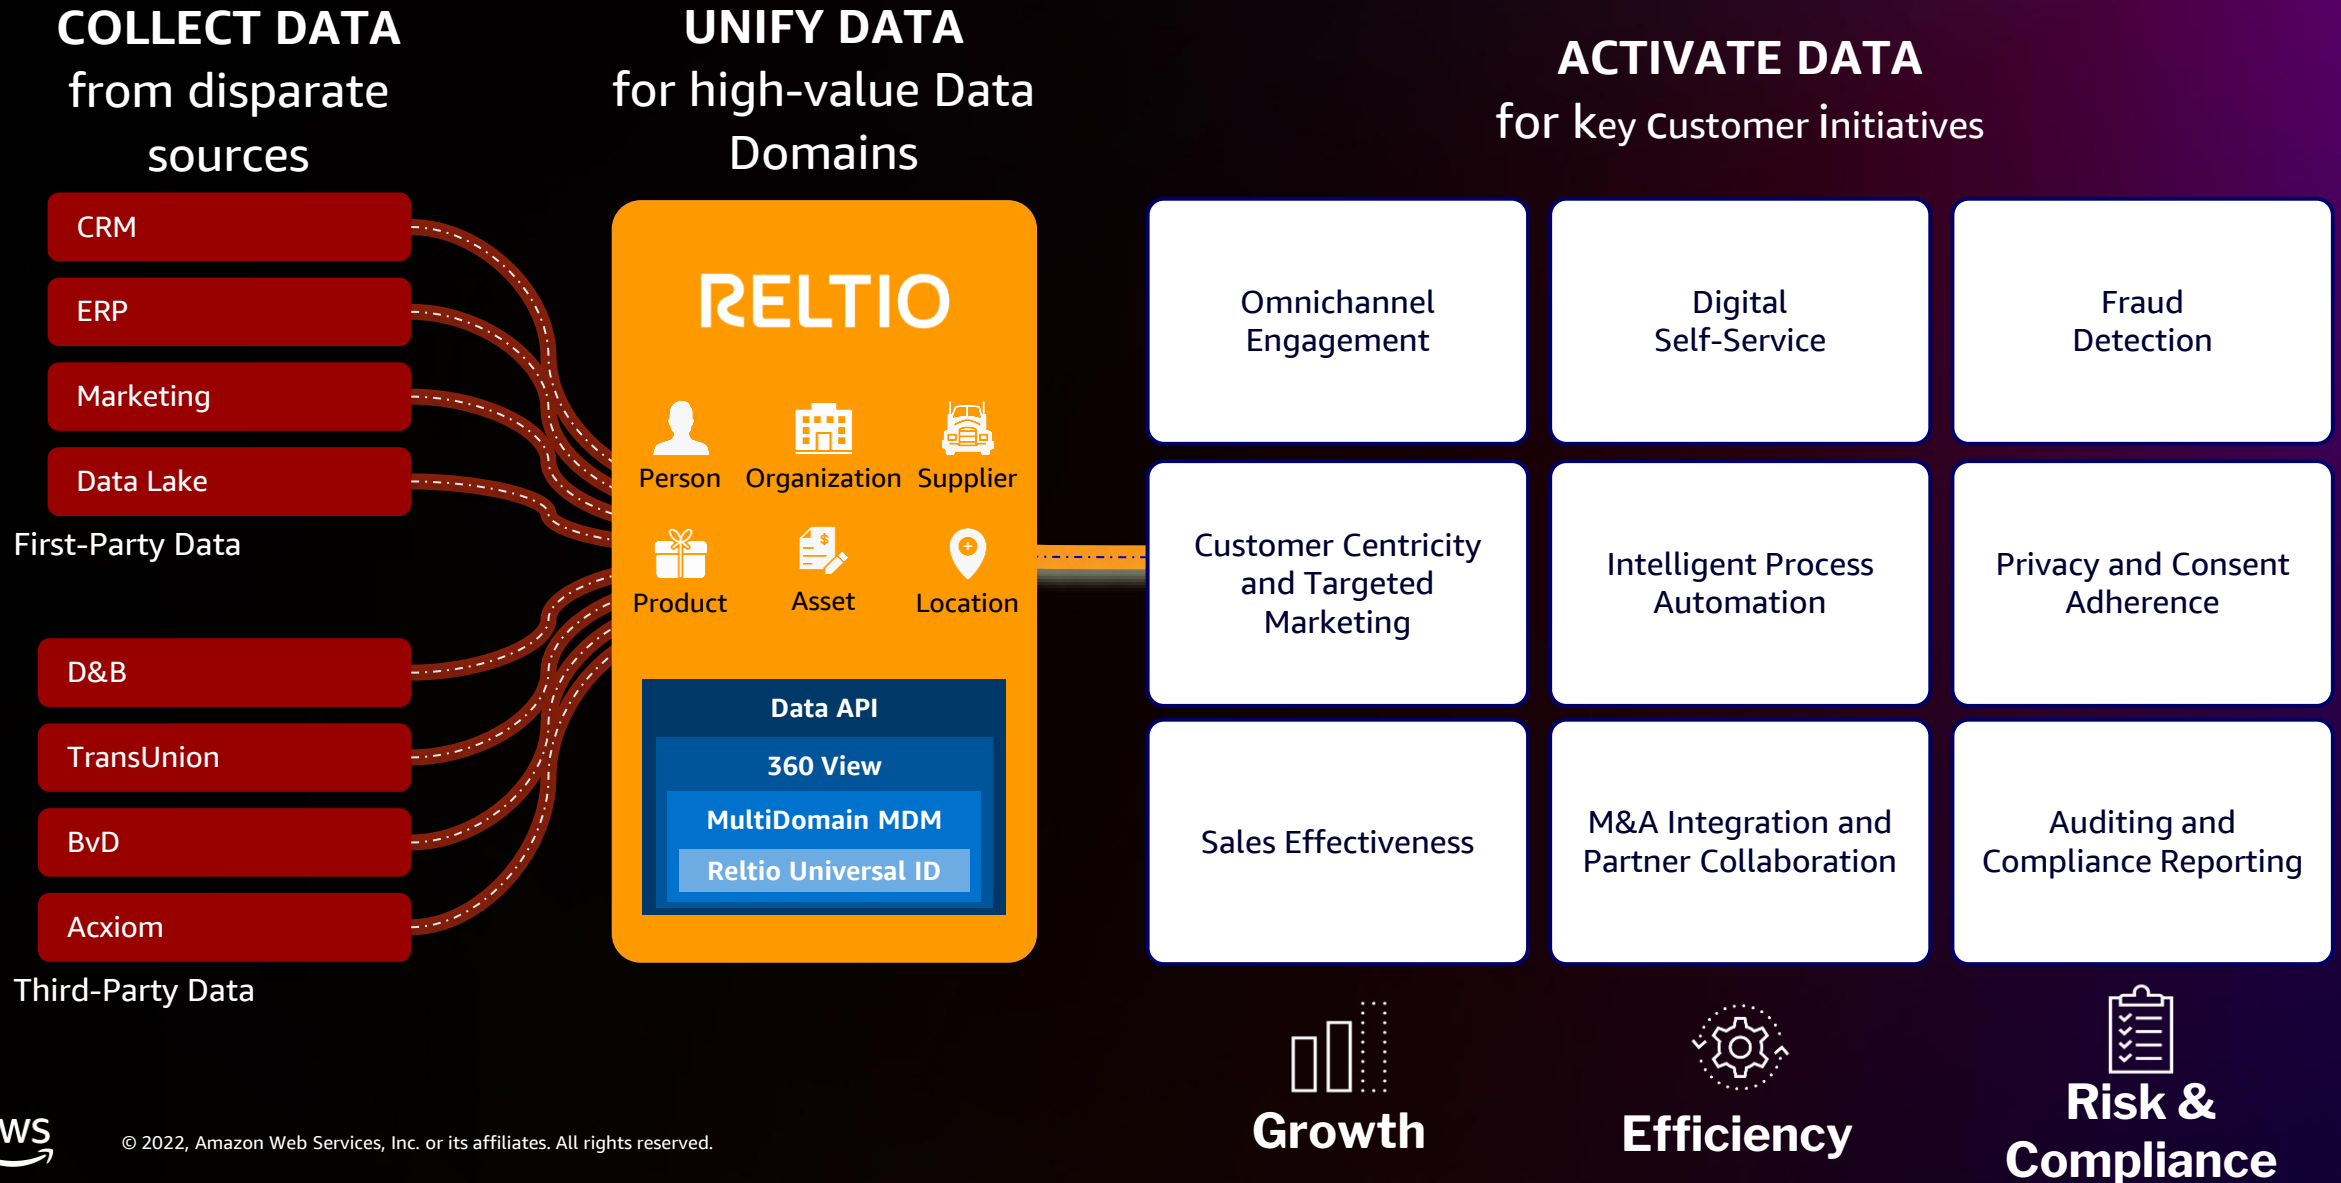 COLLECT DATA
from disparate
sources
CRM
ERP
Marketing
Data Lake
First-Party Data
D&B
TransUnion
BvD
Acxiom
Third-Party Data
UNIFY DATA
for high-value Data
Domains
RELTIO
Person
Organization
Supplier
Product
Asset
Location
Data API
360 View
MultiDomain MDM
Reltio Universal ID
ACTIVATE DATA
for key Customer initiatives
Omnichannel
Engagement
Digital
Self-Service
Fraud
Detection
Customer Centricity
and Targeted
Marketing
Intelligent Process
Automation
Privacy and Consent
Adherence
Sales Effectiveness
M&A Integration and
Partner Collaboration
Auditing and
Compliance Reporting
Growth
Efficiency
Risk &
Compliance
ws
© 2022, Amazon Web Services, Inc. or its affiliates. All rights reserved.